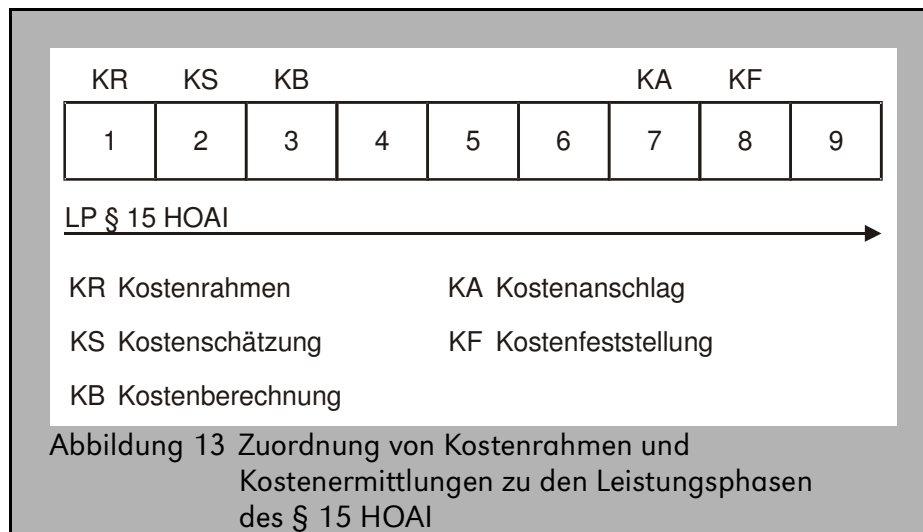 KR KS KB KA KF
1 2 3 4 5 6 7 8 9
LP § 15 HOAI
KR Kostenrahmen KA Kostenanschlag
KS Kostenschätzung KF Kostenfeststellung
KB Kostenberechnung
Abbildung 13 Zuordnung von Kostenrahmen und
Kostenermittlungen zu den Leistungsphasen
des § 15 HOAI